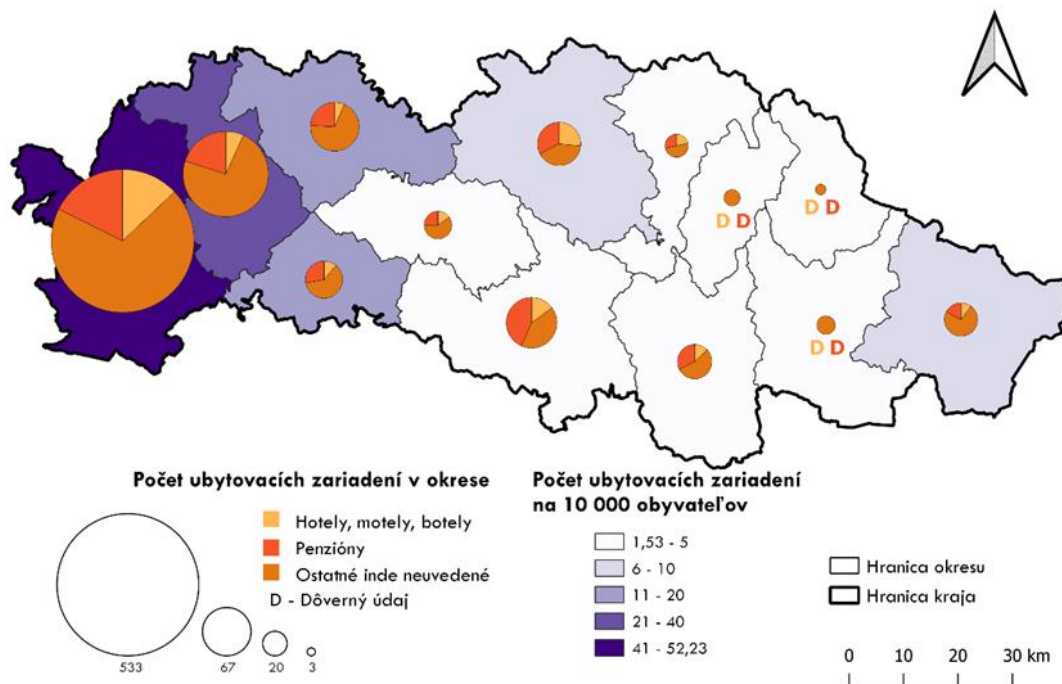 D D
D D
D D
Počet ubytovacích zariadení v okrese
Hotely, motely, botely
Penzióny
Ostatné inde neuvedené
D - Dôverný údaj
533
67
20
3
Počet ubytovacích zariadení
na 10 000 obyvateľov
1,53 - 5
6 - 10
11 - 20
21 - 40
41 - 52,23
Hranica okresu
Hranica kraja
0 10 20 30 km